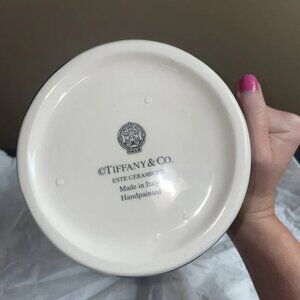 ©TIFFANY & CO.
ESTE CERAMICHE
Made in Italy
Handpainted